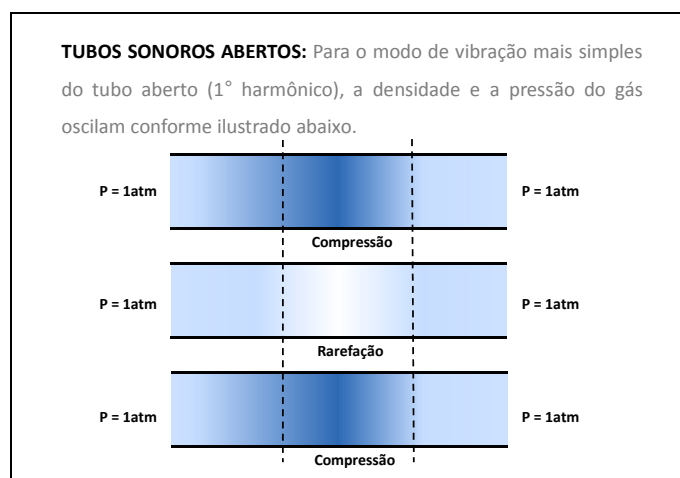 TUBOS SONOROS ABERTOS: Para o modo de vibração mais simples
do tubo aberto (1° harmônico), a densidade e a pressão do gás
oscilam conforme ilustrado abaixo.
P = 1atm P = 1atm
Compressão
P = 1atm P = 1atm
Rarefação
P = 1atm P = 1atm
Compressão